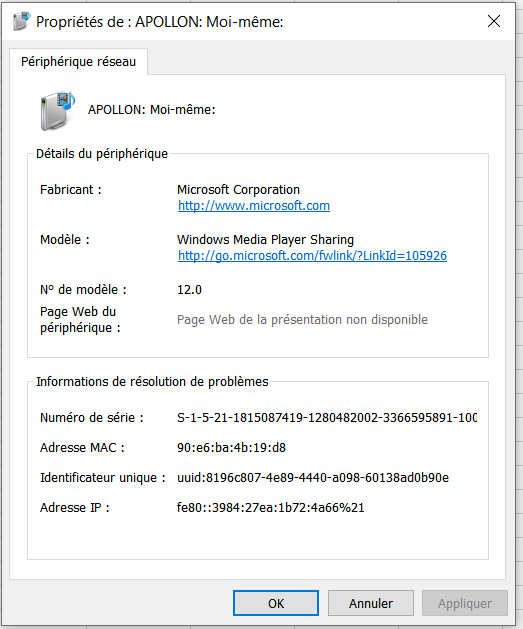 Propriétés de : APOLLON: Moi-même:
Périphérique réseau
APOLLON: Moi-même:
Détails du périphérique
Fabricant : Microsoft Corporation
http://www.microsoft.com
Modèle : Windows Media Player Sharing
http://go.microsoft.com/fwlink/?LinkId=105926
N° de modèle : 12.0
Page Web du
périphérique : Page Web de la présentation non disponible
Informations de résolution de problèmes
Numéro de série : S-1-5-21-1815087419-1280482002-3366595891-100
Adresse MAC : 90:e6:ba:4b:19:d8
Identificateur unique : uuid:8196c807-4e89-4440-a098-60138ad0b90e
Adresse IP : fe80::3984:27ea:1b72:4a66%21
OK Annuler Appliquer